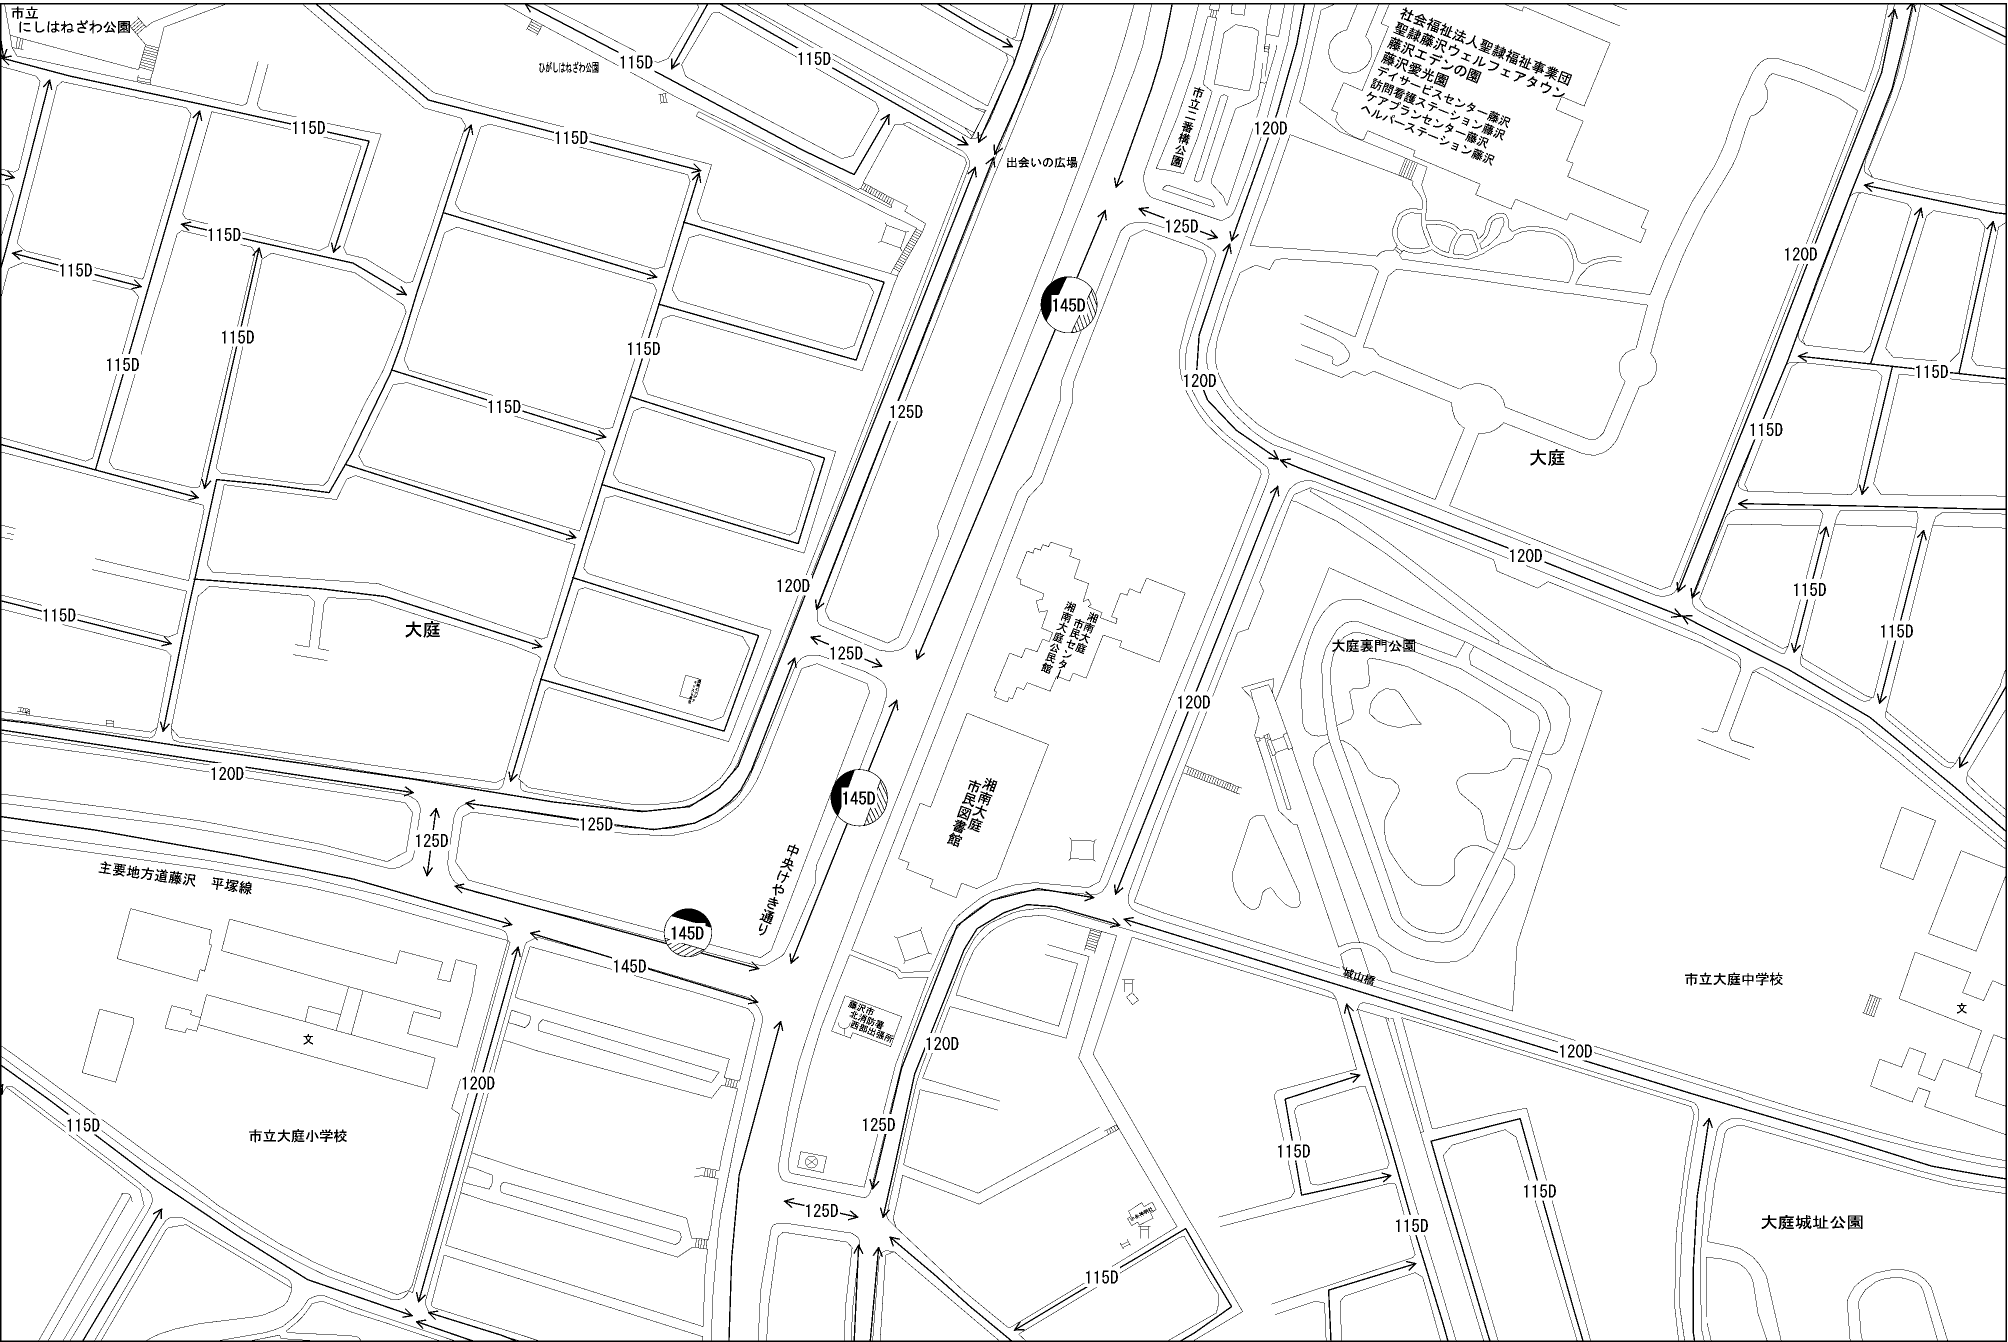 市立
にしはねざわ公園
ひがしはねざわ公園
115D
115D
115D
115D
120D
市立二番構公園
社会福祉法人聖隷福祉事業団
聖隷藤沢ウェルフェアタウン
藤沢エデンの園
藤沢愛光園
デイサービスセンター藤沢
訪問看護ステーション藤沢
ケアプランセンター藤沢
ヘルパーステーション藤沢
出会いの広場
115D
125D
115D
120D
145D
115D
115D
115D
120D
115D
115D
125D
115D
大庭
120D
120D
115D
115D
115D
大庭
125D
湘南大庭
市民センター
湘南大庭公民館
大庭裏門公園
115D
120D
120D
145D
125D
125D
湘南大庭
市民図書館
主要地方道藤沢　平塚線
中央けやき通り
145D
145D
城山橋
市立大庭中学校
文
藤沢市
北消防署
西部出張所
文
120D
120D
120D
115D
市立大庭小学校
125D
115D
115D
125D
115D
大庭城址公園
115D